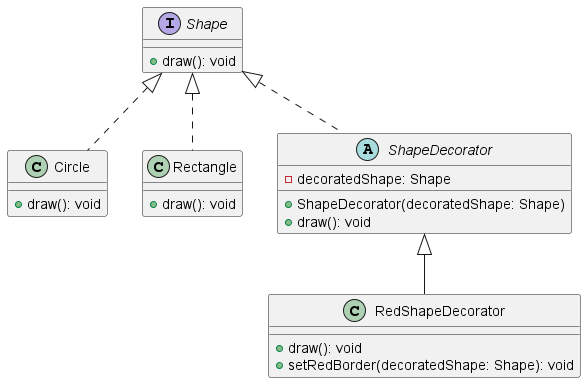 I Shape
draw(): void
C Circle
draw(): void
C Rectangle
draw(): void
A ShapeDecorator
decoratedShape: Shape
ShapeDecorator(decoratedShape: Shape)
draw(): void
C RedShapeDecorator
draw(): void
setRedBorder(decoratedShape: Shape): void